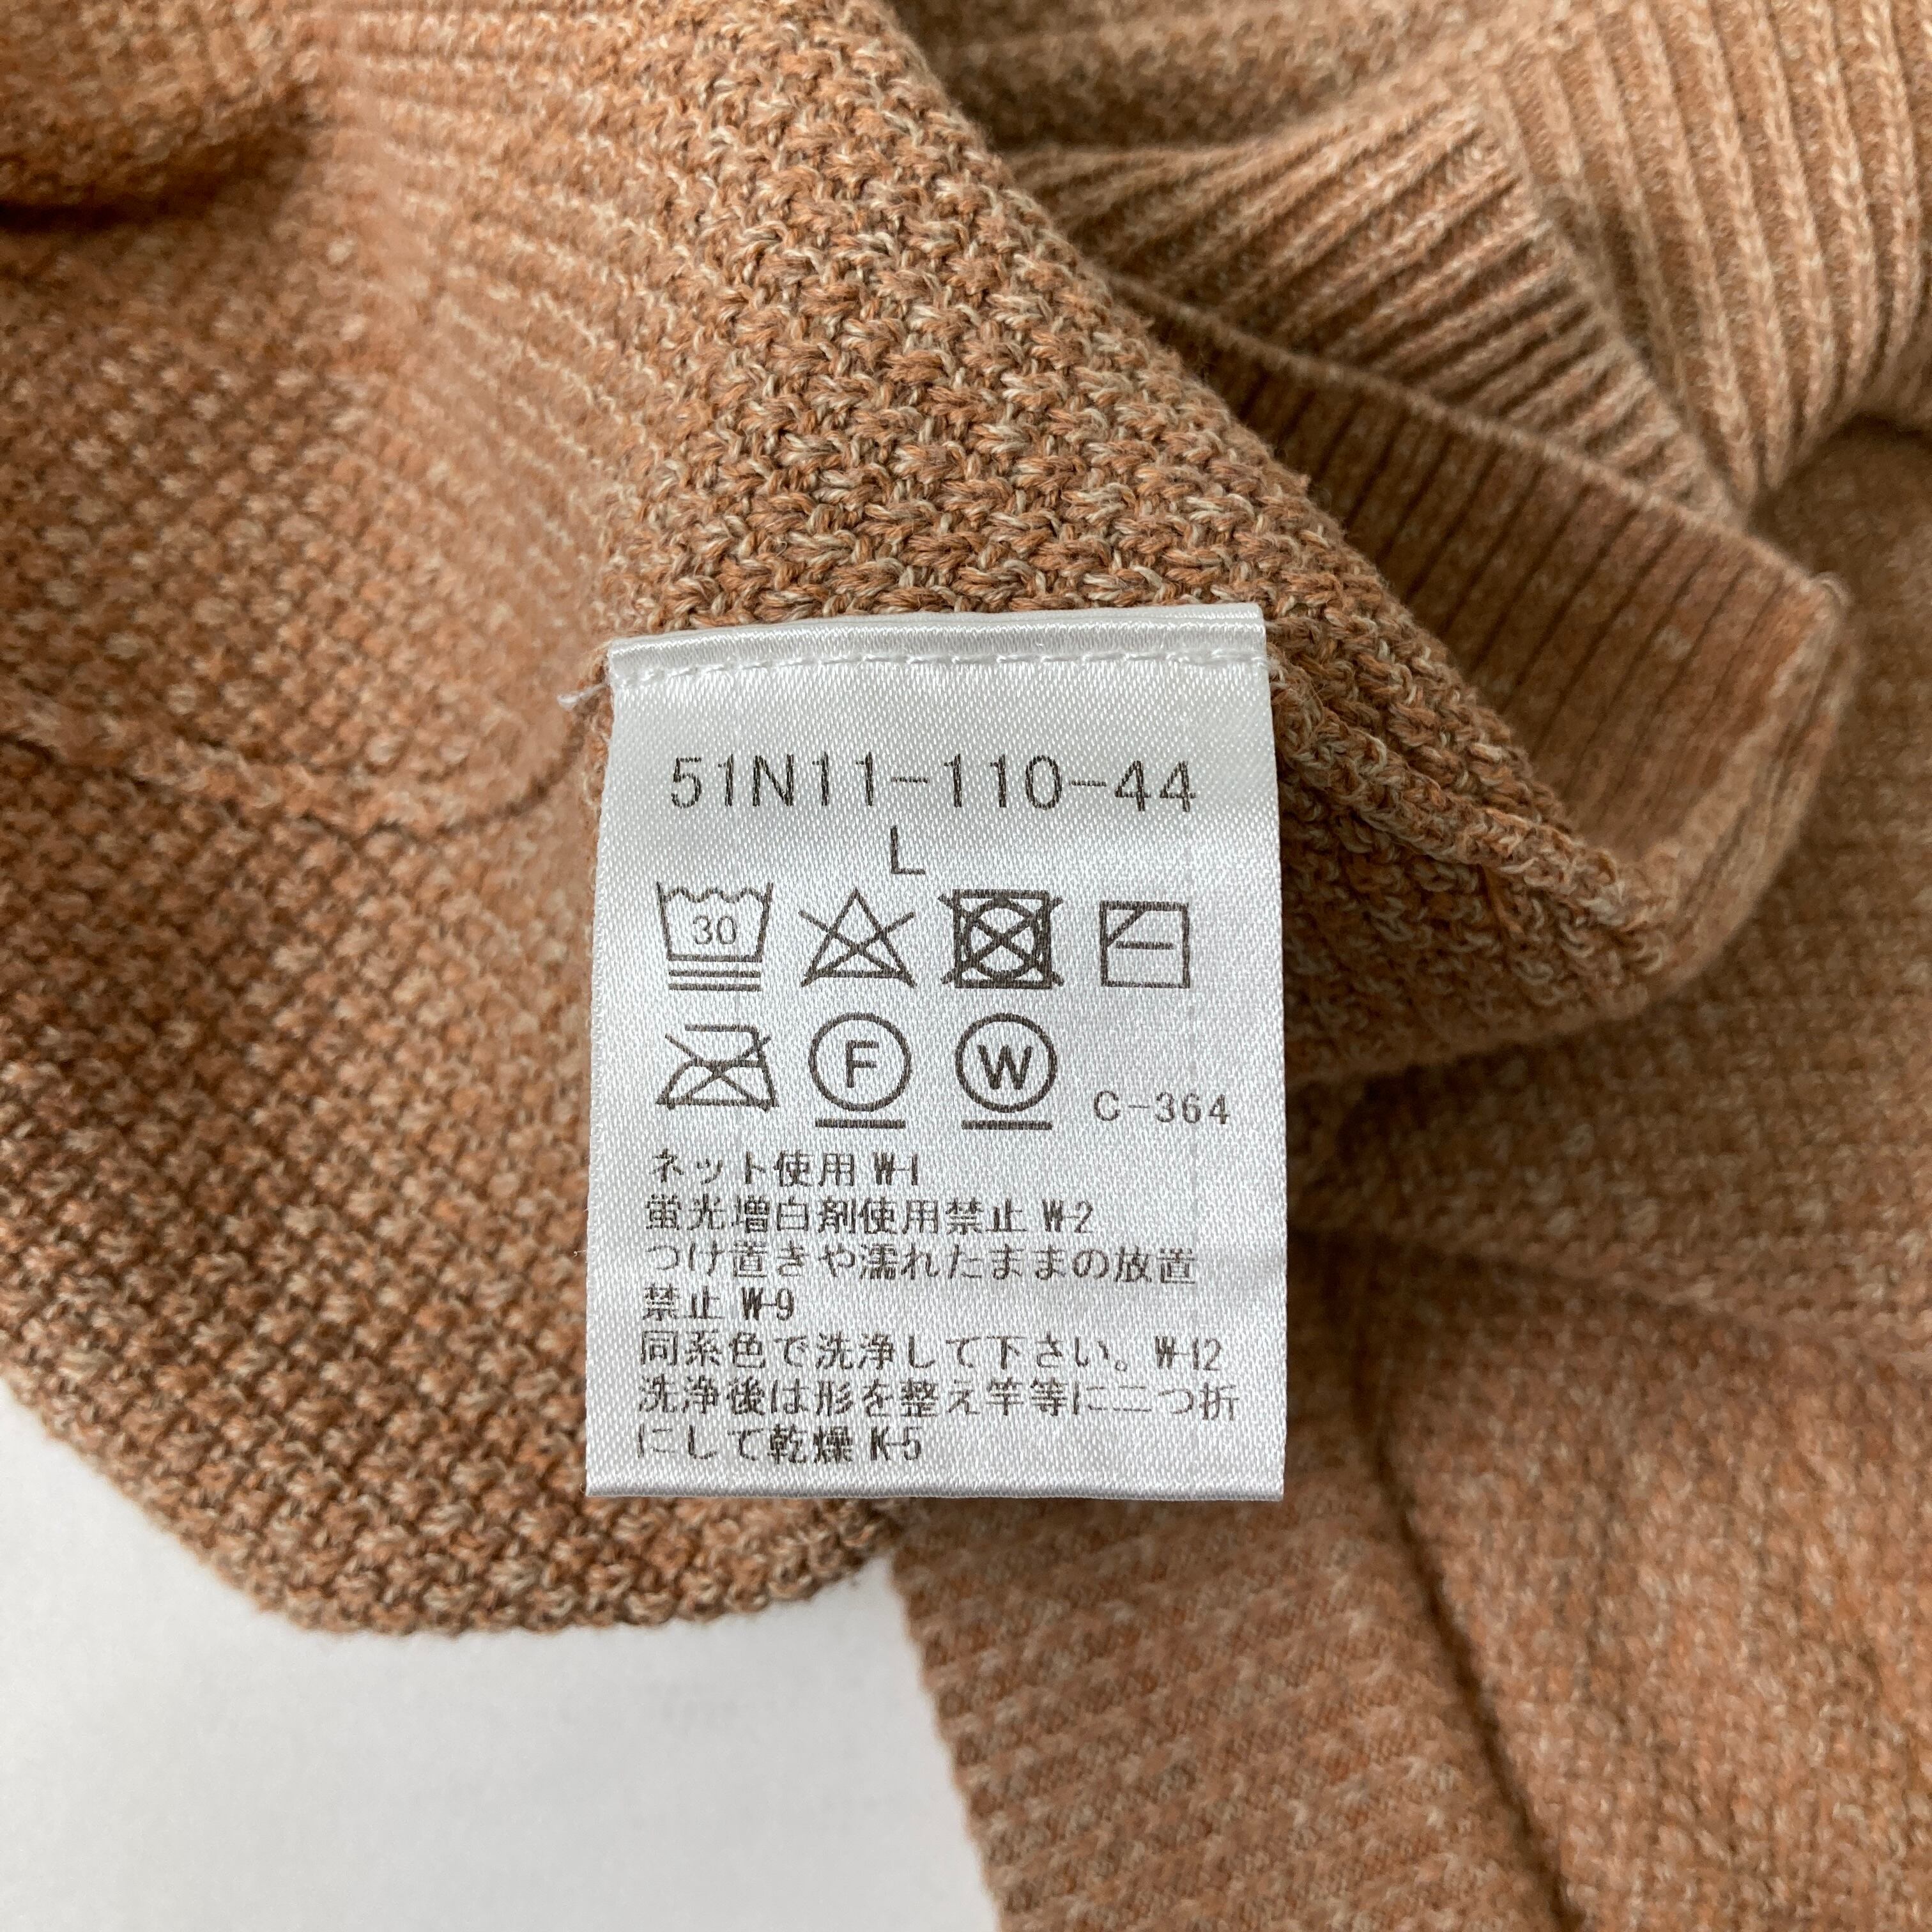 51N11-110-44
L
30
F W C-364
ネット使用 W-1
蛍光増白剤使用禁止 W-2
つけ置きや濡れたままの放置
禁止 W-9
同系色で洗浄して下さい。W-12
洗浄後は形を整え竿等に二つ折
にして乾燥 K-5